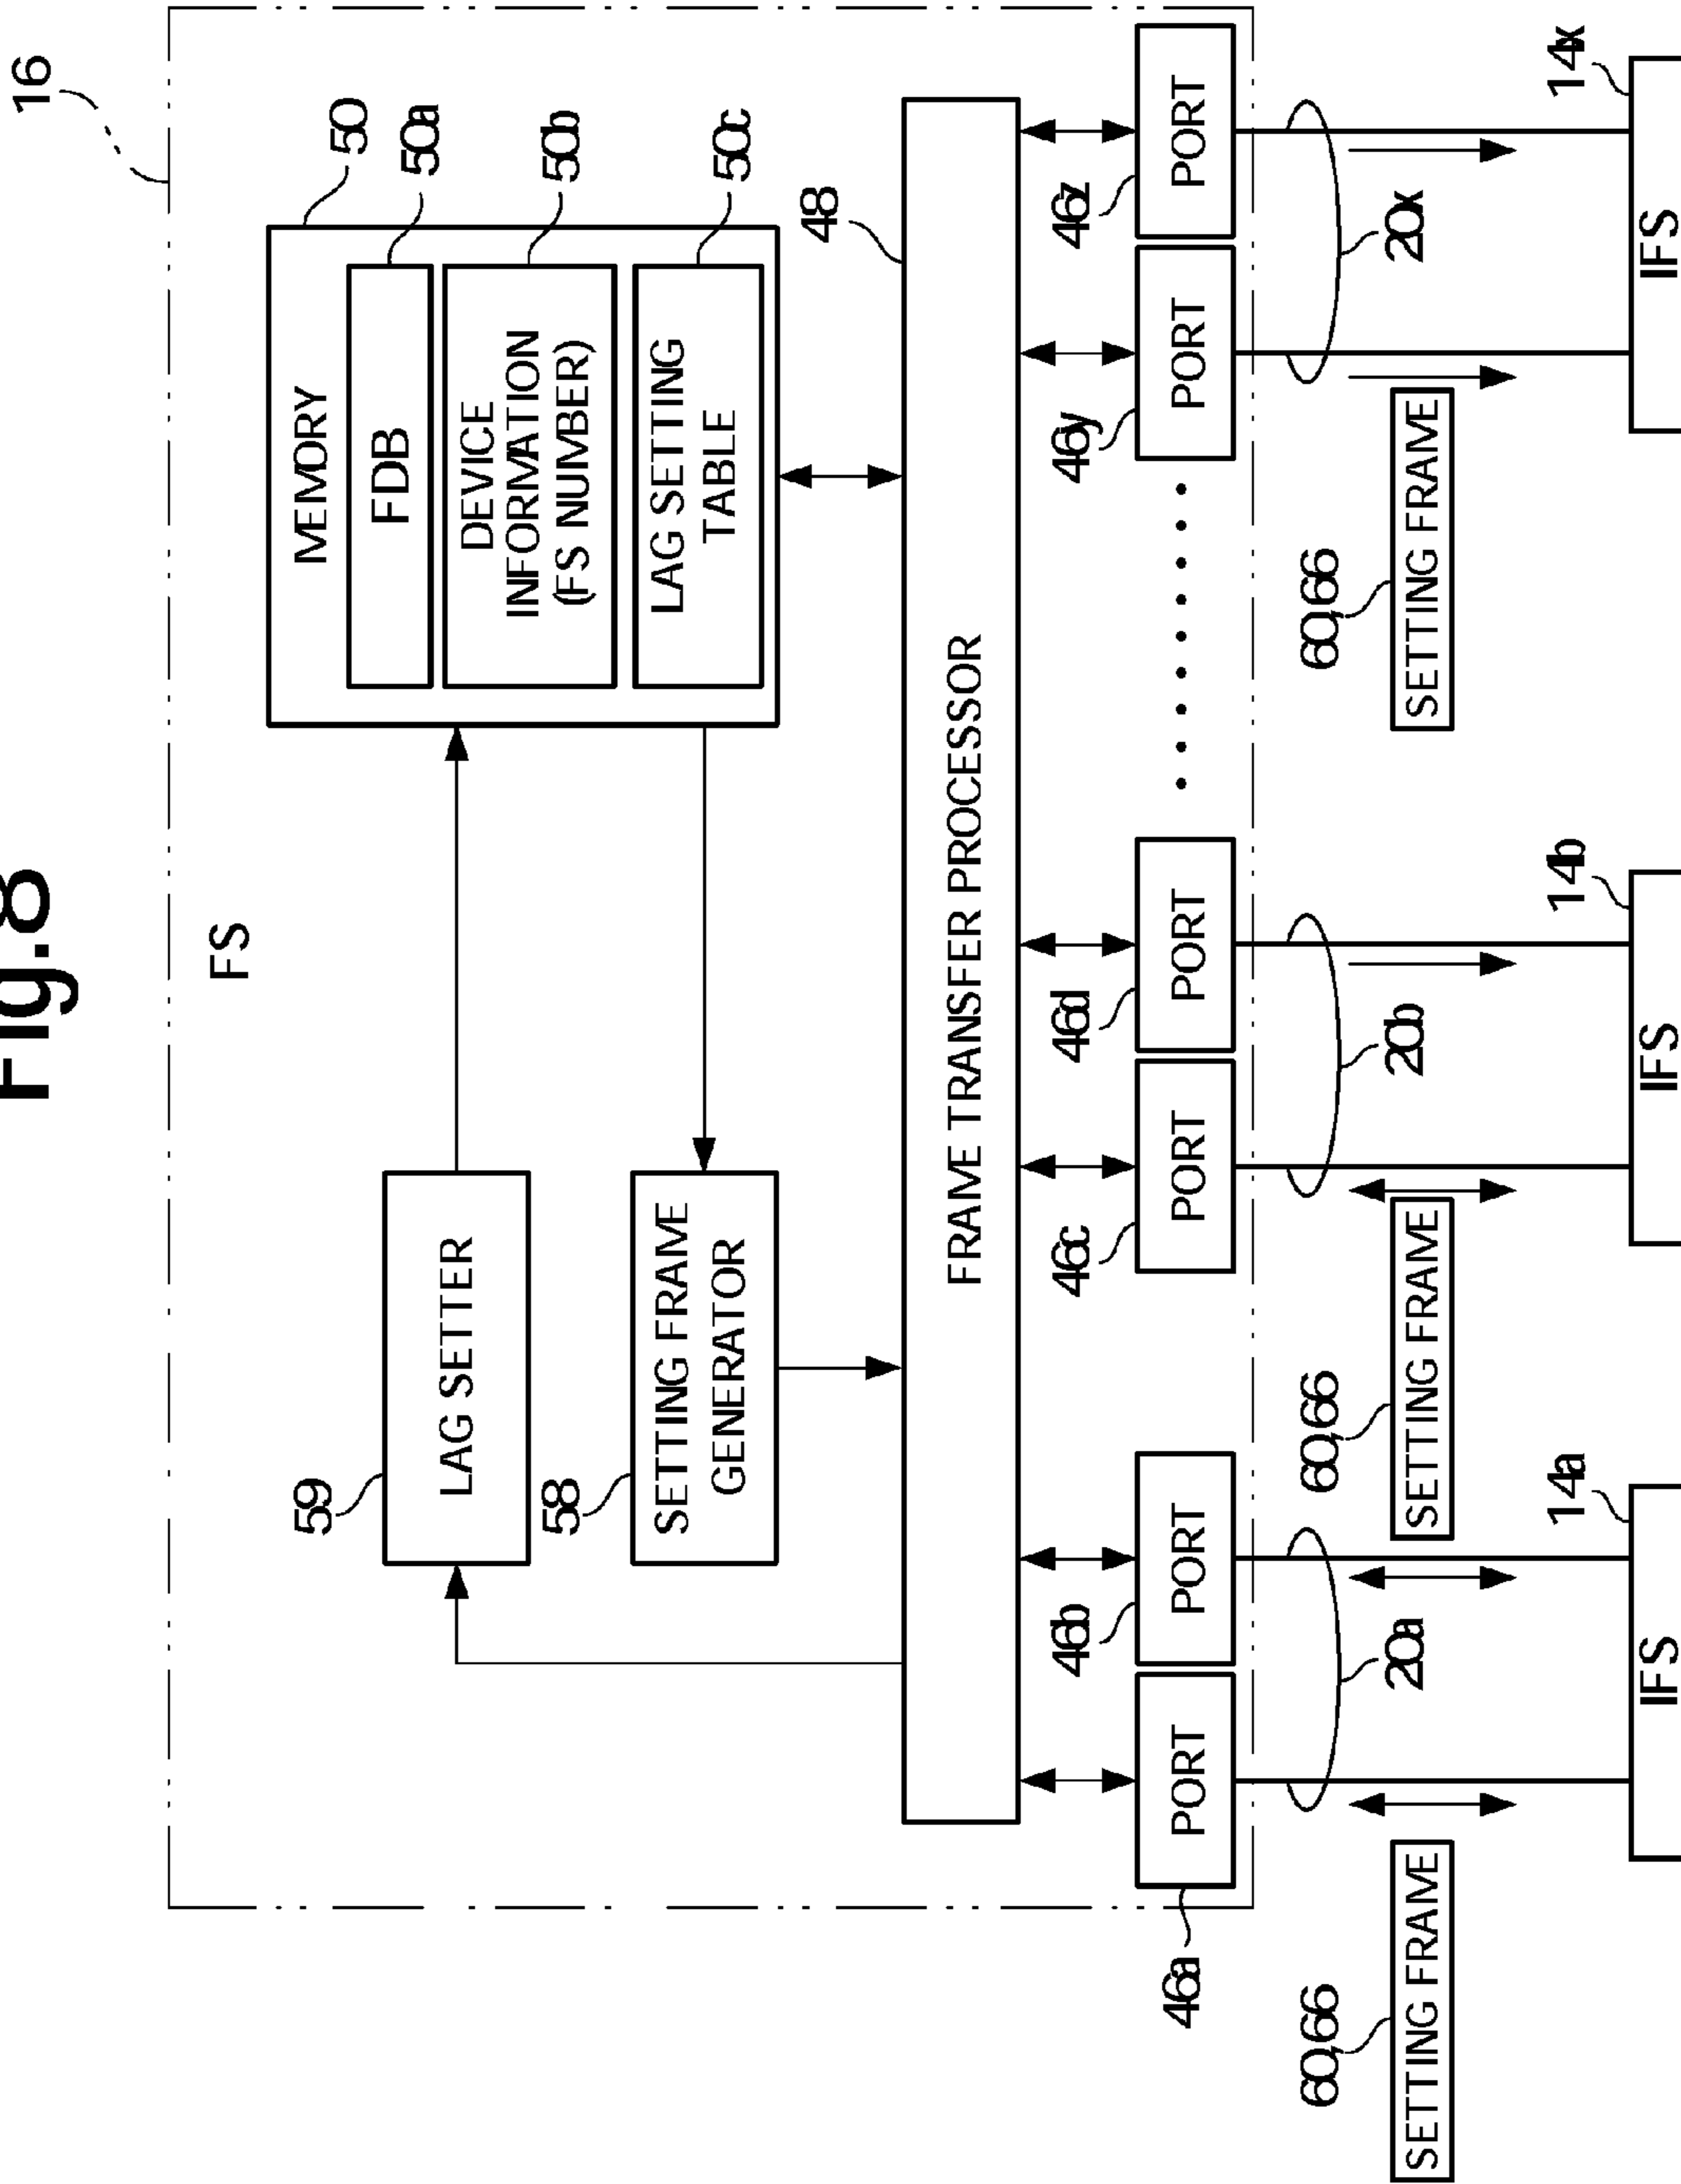 Fig.8
16
FS
59
LAG SETTER
58
SETTING FRAME
GENERATOR
MEMORY
50
FDB
50a
DEVICE
INFORMATION
(FS NUMBER)
50b
LAG SETTING
TABLE
50c
48
FRAME TRANSFER PROCESSOR
46a
PORT
46b
PORT
46c
PORT
46d
PORT
46y
PORT
46z
PORT
20a
20b
20x
60,66
SETTING FRAME
60,66
SETTING FRAME
60,66
SETTING FRAME
14a
IFS
14b
IFS
14x
IFS